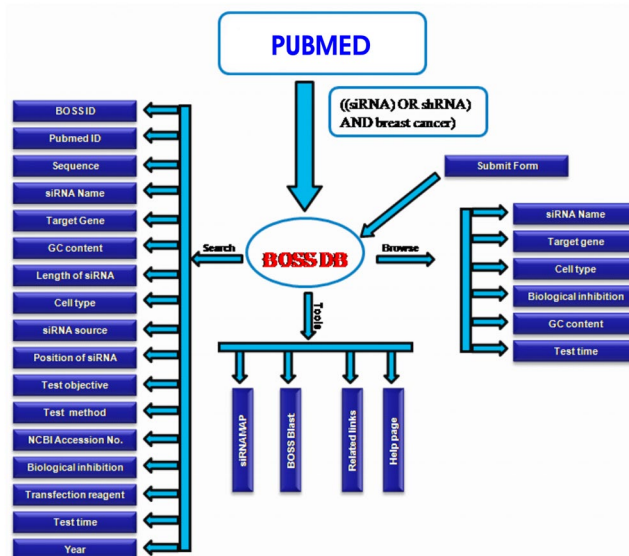 PUBMED
((siRNA) OR shRNA)
AND breast cancer)
Submit Form
BOSS ID
Pubmed ID
Sequence
siRNA Name
Target Gene
GC content
Length of siRNA
Cell type
siRNA source
Position of siRNA
Test objective
Test method
NCBI Accession No.
Biological inhibition
Transfection reagent
Test time
Year
Search
BOSS DB
Browse
Tools
siRNA Name
Target gene
Cell type
Biological inhibition
GC content
Test time
siRNAMAP
BOSS Blast
Related links
Help page